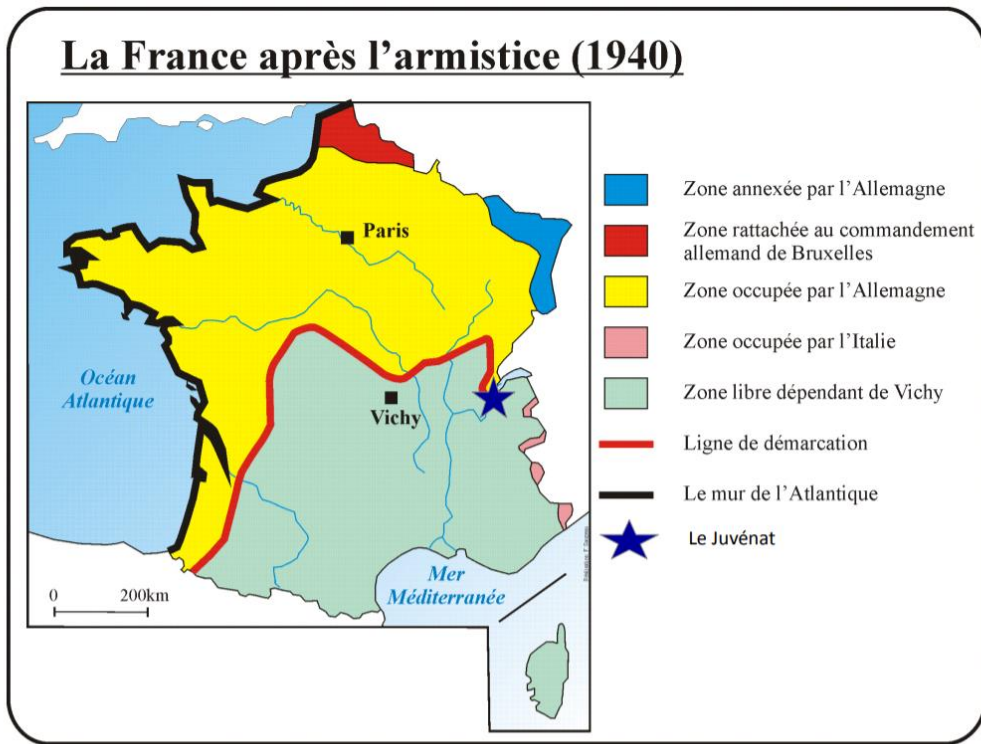 La France après l'armistice (1940)
Paris
Vichy
Océan
Atlantique
Mer
Méditerranée
0 200km
Zone annexée par l'Allemagne
Zone rattachée au commandement
allemand de Bruxelles
Zone occupée par l'Allemagne
Zone occupée par l'Italie
Zone libre dépendant de Vichy
Ligne de démarcation
Le mur de l'Atlantique
Le Juvénat